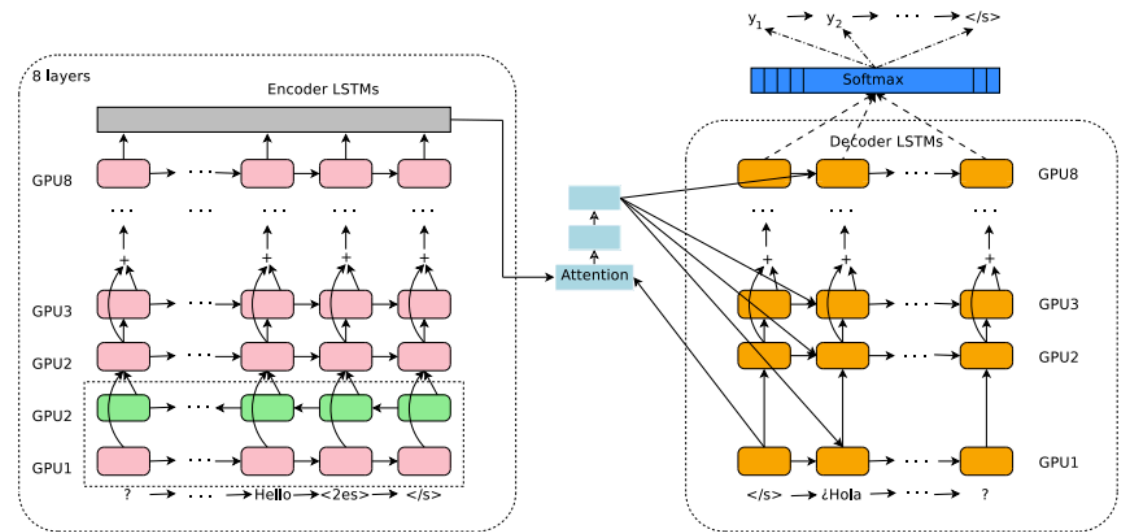 y1 y2 ... </s>
8 layers
Softmax
Encoder LSTMs
Decoder LSTMs
GPU8 ... ... GPU8
... ... ... ... ... ...
+ + + + + + +
Attention
GPU3 ... ... GPU3
GPU2 ... ... GPU2
GPU2 ...
GPU1 ... ... GPU1
? ... Hello <2es> </s> </s> ¿Hola ... ?